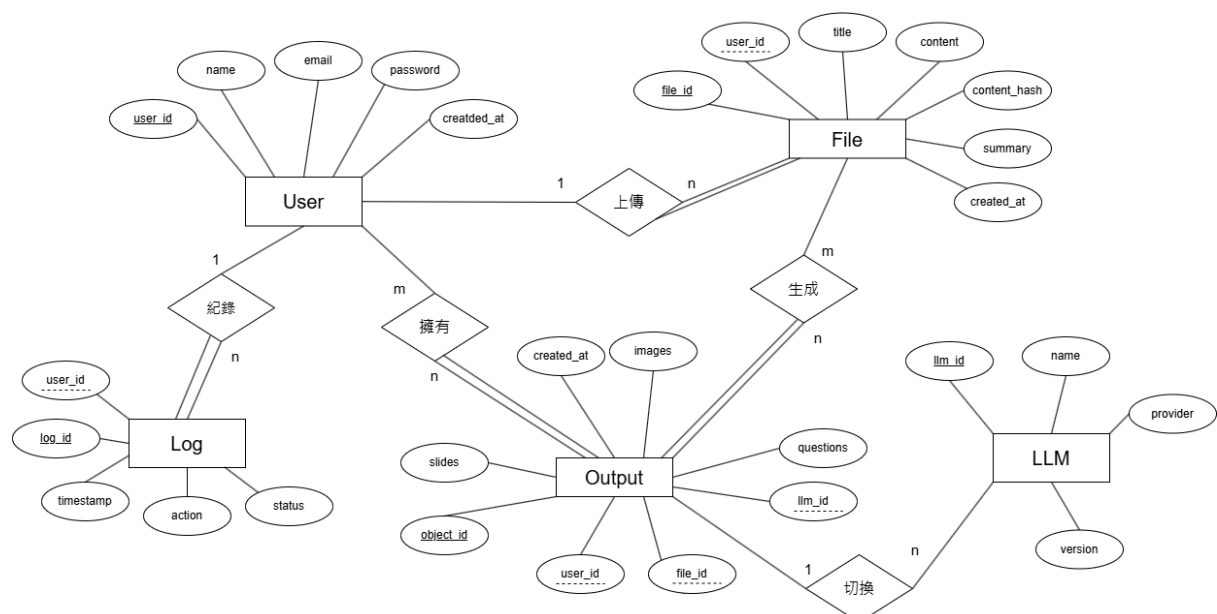 user_id
name
email
password
creatded_at
User
file_id
user_id
title
content
content_hash
summary
created_at
File
1
上傳
n
1
紀錄
n
m
擁有
n
m
生成
n
user_id
log_id
timestamp
action
status
Log
created_at
images
slides
object_id
user_id
file_id
llm_id
questions
Output
1
切換
n
llm_id
name
provider
version
LLM